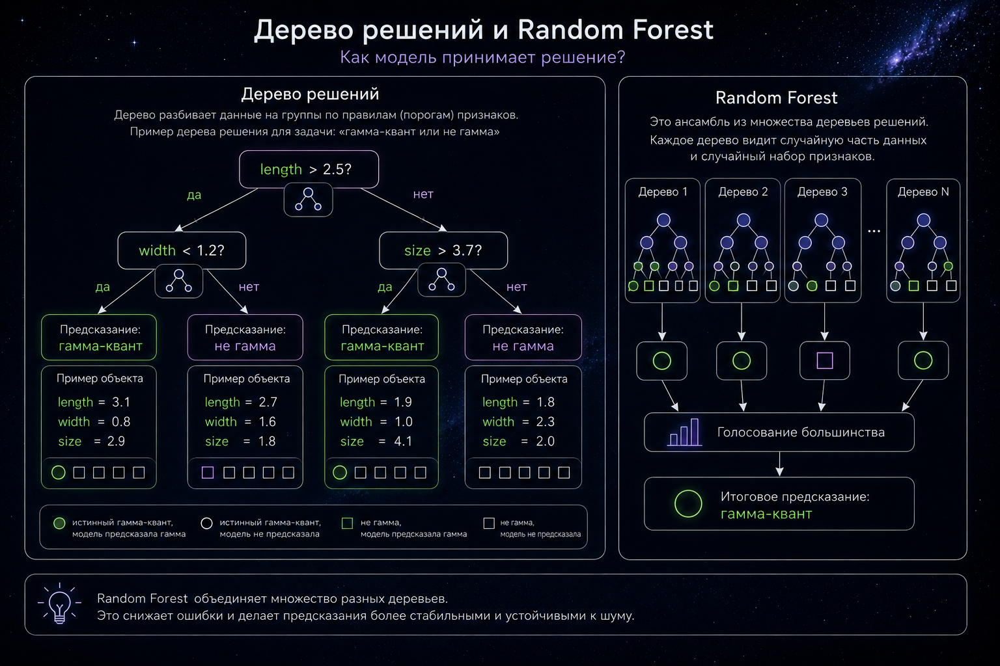 Дерево решений и Random Forest
Как модель принимает решение?
Дерево решений
Дерево разбивает данные на группы по правилам (порогам) признаков.
Пример дерева решения для задачи: «гамма-квант или не гамма»
length > 2.5?
да
нет
width < 1.2?
size > 3.7?
да
нет
да
нет
Предсказание:
гамма-квант
Предсказание:
не гамма
Предсказание:
гамма-квант
Предсказание:
не гамма
Пример объекта
length = 3.1
width = 0.8
size = 2.9
Пример объекта
length = 2.7
width = 1.6
size = 1.8
Пример объекта
length = 1.9
width = 1.0
size = 4.1
Пример объекта
length = 1.8
width = 2.3
size = 2.0
истинный гамма-квант,
модель предсказала гамма
истинный гамма-квант,
модель не предсказала
не гамма,
модель предсказала гамма
не гамма,
модель не предсказала
Random Forest
Это ансамбль из множества деревьев решений.
Каждое дерево видит случайную часть данных
и случайный набор признаков.
Дерево 1
Дерево 2
Дерево 3
...
Дерево N
Голосование большинства
Итоговое предсказание:
гамма-квант
Random Forest объединяет множество разных деревьев.
Это снижает ошибки и делает предсказания более стабильными и устойчивыми к шуму.